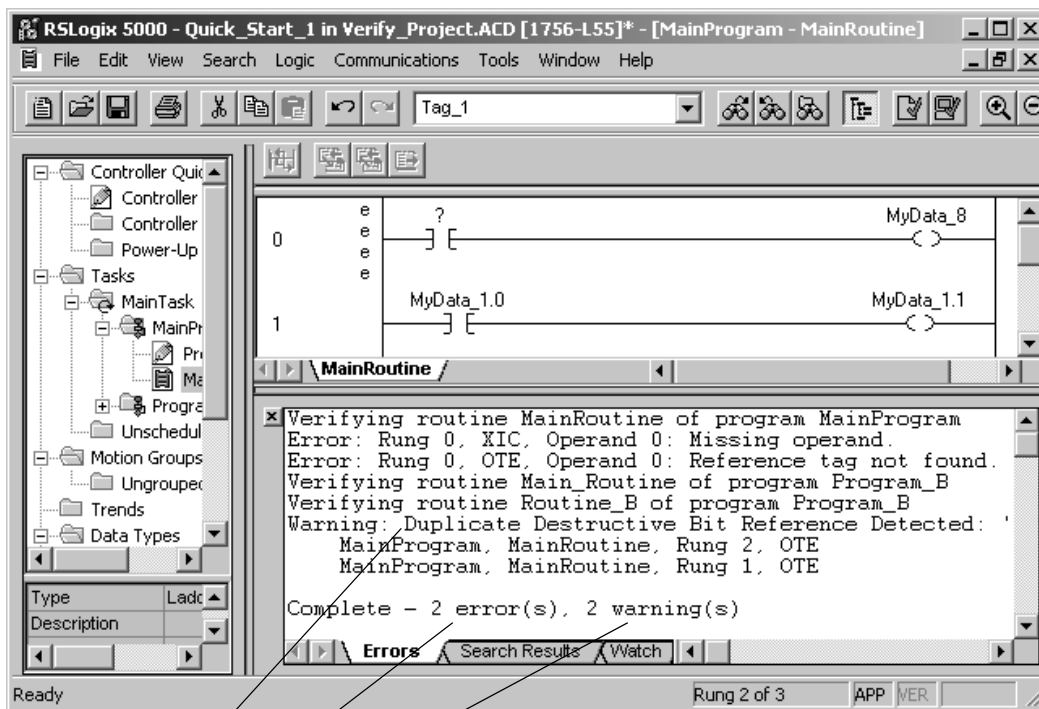 RSLogix 5000 - Quick_Start_1 in Verify_Project.ACD [1756-L55]* - [MainProgram - MainRoutine]
File Edit View Search Logic Communications Tools Window Help
Tag_1
Controller Quic
Controller
Controller
Power-Up
Tasks
MainTask
MainPr
Pr
Ma
Progra
Unschedul
Motion Groups
Ungrouped
Trends
Data Types
Type Ladd
Description
e
e
e
e
0
?
MyData_8
1
MyData_1.0
MyData_1.1
MainRoutine
Verifying routine MainRoutine of program MainProgram
Error: Rung 0, XIC, Operand 0: Missing operand.
Error: Rung 0, OTE, Operand 0: Reference tag not found.
Verifying routine Main_Routine of program Program_B
Verifying routine Routine_B of program Program_B
Warning: Duplicate Destructive Bit Reference Detected: '
MainProgram, MainRoutine, Rung 2, OTE
MainProgram, MainRoutine, Rung 1, OTE
Complete - 2 error(s), 2 warning(s)
Errors Search Results Watch
Ready Rung 2 of 3 APP VER